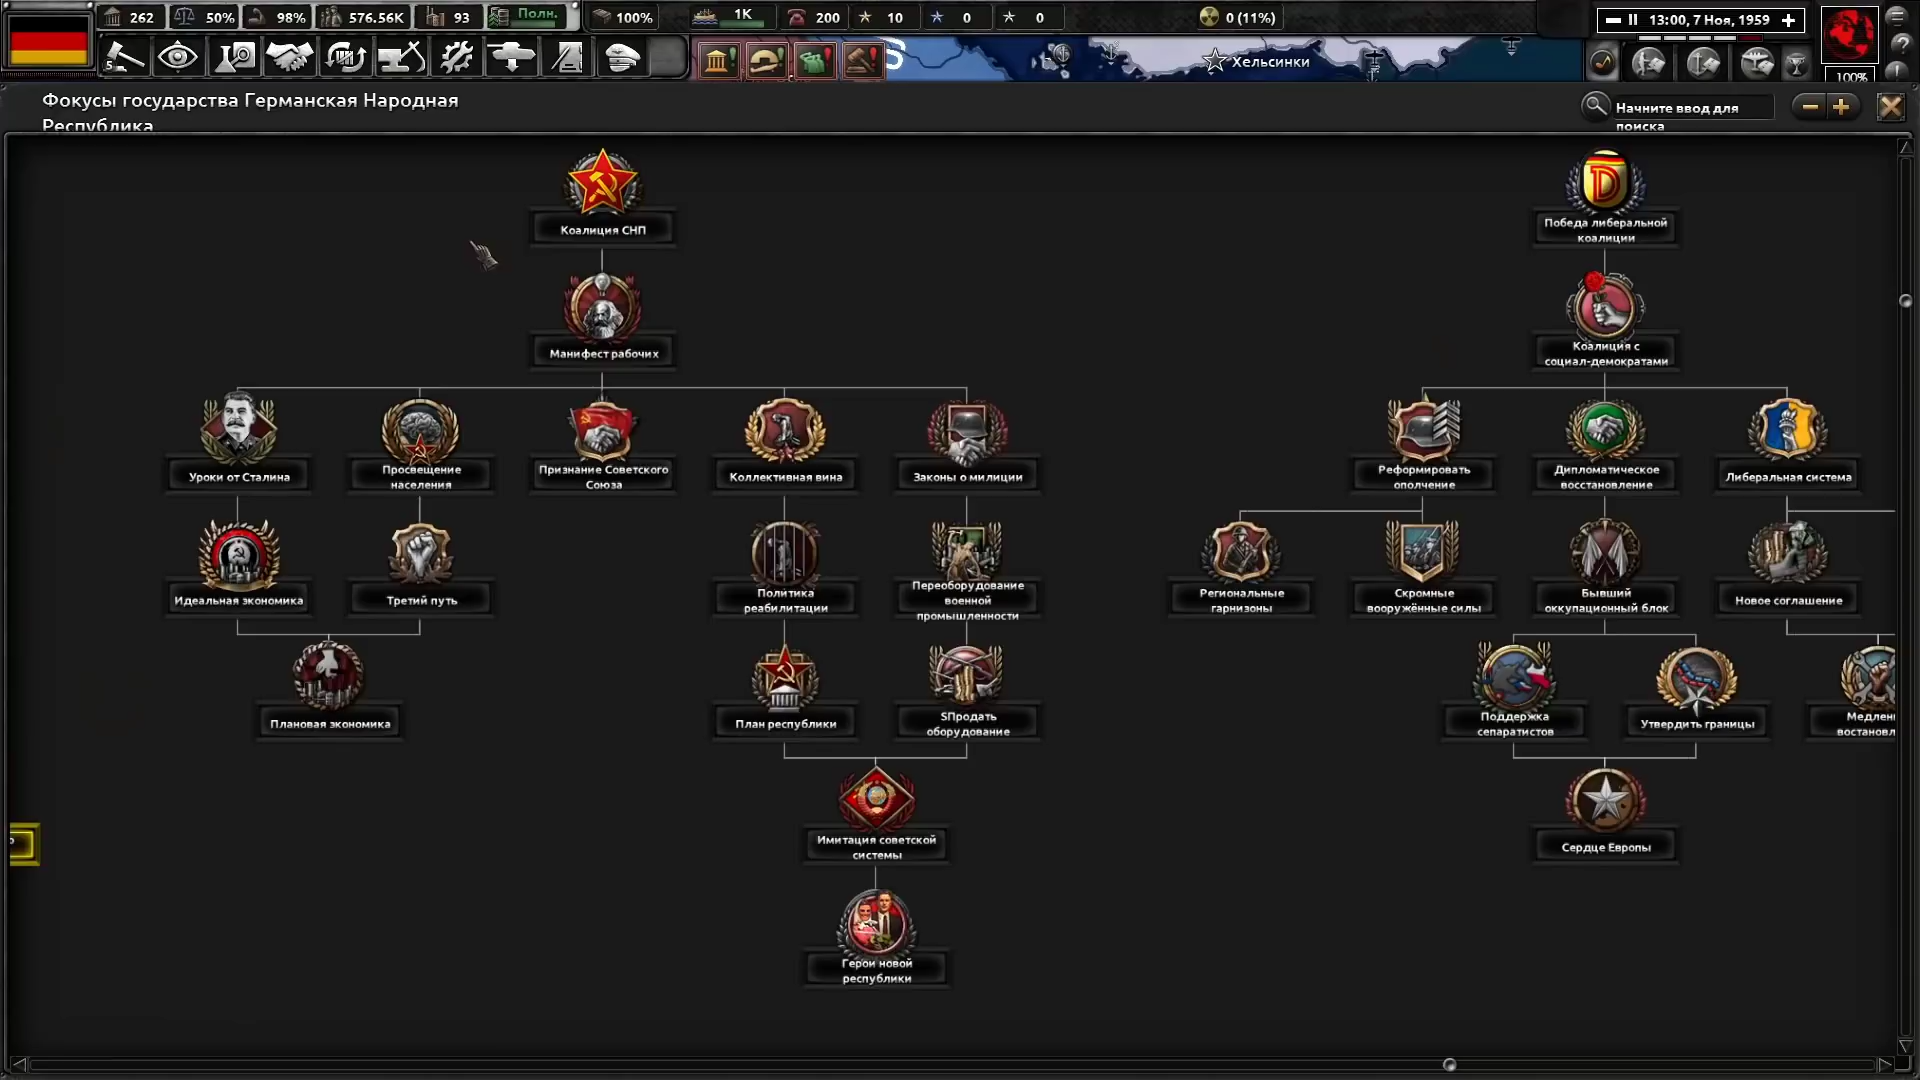 262
50%
98%
576.56K
93
Полн.
100%
1K
200
10
0
0
0 (11%)
13:00, 7 Ноя, 1959
5
S
Хельсинки
100%
Фокусы государства Германская Народная
Республика
Начните ввод для
поиска
Коалиция СНП
Победа либеральной
коалиции
Манифест рабочих
Коалиция с
социал-демократами
Уроки от Сталина
Просвещение
населения
Признание Советского
Союза
Коллективная вина
Законы о милиции
Реформировать
ополчение
Дипломатическое
восстановление
Либеральная система
Идеальная экономика
Третий путь
Политика
реабилитации
Переоборудование
военной
промышленности
Региональные
гарнизоны
Скромные
вооружённые силы
Бывший
оккупационный блок
Новое соглашение
Плановая экономика
План республики
SПродать
оборудование
Поддержка
сепаратистов
Утвердить границы
Медлен
востановл
Имитация советской
системы
Сердце Европы
Герои новой
республики